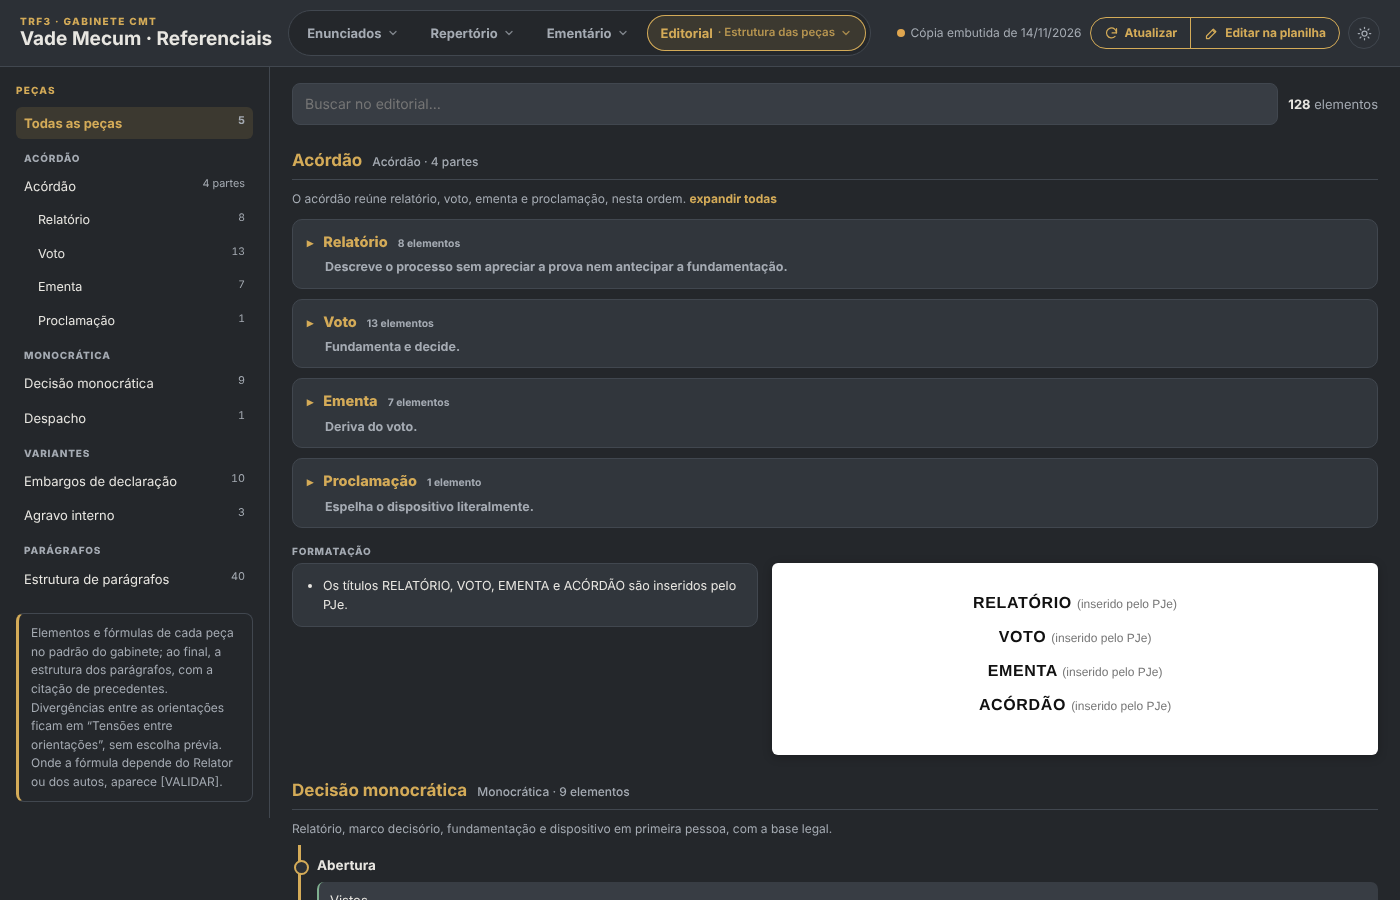 TRF3 · GABINETE CMT
Vade Mecum · Referenciais
Enunciados
Repertório
Ementário
Editorial · Estrutura das peças
Cópia embutida de 14/11/2026
Atualizar
Editar na planilha
PEÇAS
Todas as peças 5
ACÓRDÃO
Acórdão 4 partes
Relatório 8
Voto 13
Ementa 7
Proclamação 1
MONOCRÁTICA
Decisão monocrática 9
Despacho 1
VARIANTES
Embargos de declaração 10
Agravo interno 3
PARÁGRAFOS
Estrutura de parágrafos 40
Elementos e fórmulas de cada peça
no padrão do gabinete; ao final, a
estrutura dos parágrafos, com a
citação de precedentes.
Divergências entre as orientações
ficam em "Tensões entre
orientações", sem escolha prévia.
Onde a fórmula depende do Relator
ou dos autos, aparece [VALIDAR].
Buscar no editorial...
128 elementos
Acórdão Acórdão · 4 partes
O acórdão reúne relatório, voto, ementa e proclamação, nesta ordem. expandir todas
▸ Relatório 8 elementos
Descreve o processo sem apreciar a prova nem antecipar a fundamentação.
▸ Voto 13 elementos
Fundamenta e decide.
▸ Ementa 7 elementos
Deriva do voto.
▸ Proclamação 1 elemento
Espelha o dispositivo literalmente.
FORMATAÇÃO
• Os títulos RELATÓRIO, VOTO, EMENTA e ACÓRDÃO são inseridos pelo
PJe.
RELATÓRIO (inserido pelo PJe)
VOTO (inserido pelo PJe)
EMENTA (inserido pelo PJe)
ACÓRDÃO (inserido pelo PJe)
Decisão monocrática Monocrática · 9 elementos
Relatório, marco decisório, fundamentação e dispositivo em primeira pessoa, com a base legal.
Abertura